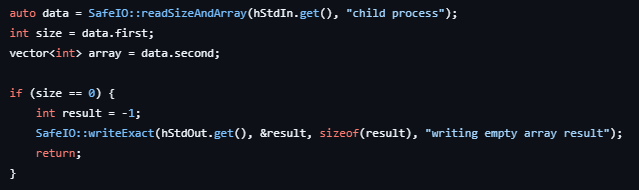 auto data = SafeIO::readSizeAndArray(hStdIn.get(), "child process");
int size = data.first;
vector<int> array = data.second;

if (size == 0) {
    int result = -1;
    SafeIO::writeExact(hStdOut.get(), &result, sizeof(result), "writing empty array result");
    return;
}